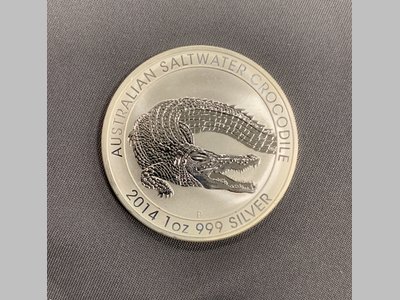 AUSTRALIAN SALTWATER CROCODILE
P
2014 1oz 999 SILVER